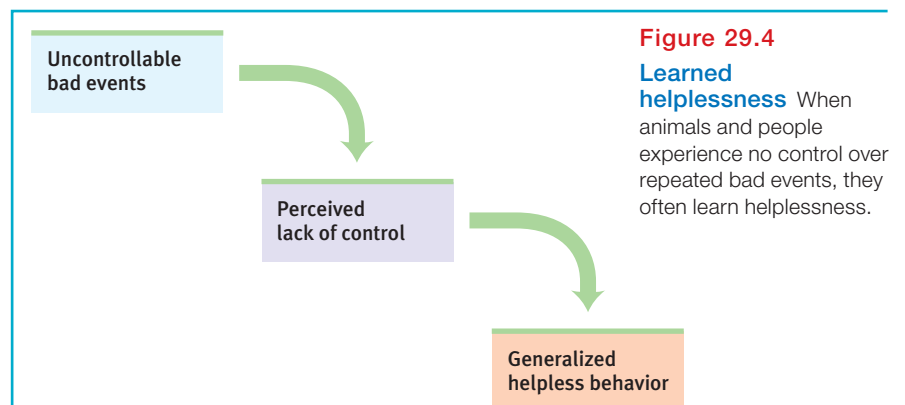 Uncontrollable
bad events
Perceived
lack of control
Generalized
helpless behavior
Figure 29.4
Learned
helplessness When
animals and people
experience no control over
repeated bad events, they
often learn helplessness.